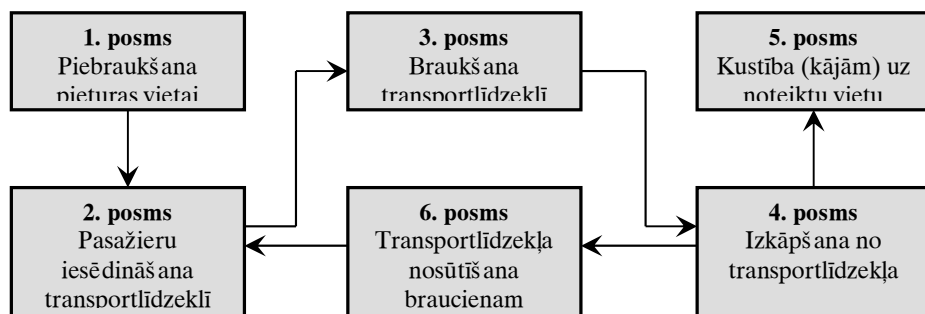 1. posms
Piebraukšana
pieturas vietai
3. posms
Braukšana
transportlīdzeklī
5. posms
Kustība (kājām) uz
noteiktu vietu
2. posms
Pasažieru
iesēdināšana
transportlīdzeklī
6. posms
Transportlīdzekļa
nosūtīšana
braucienam
4. posms
Izkāpšana no
transportlīdzekļa